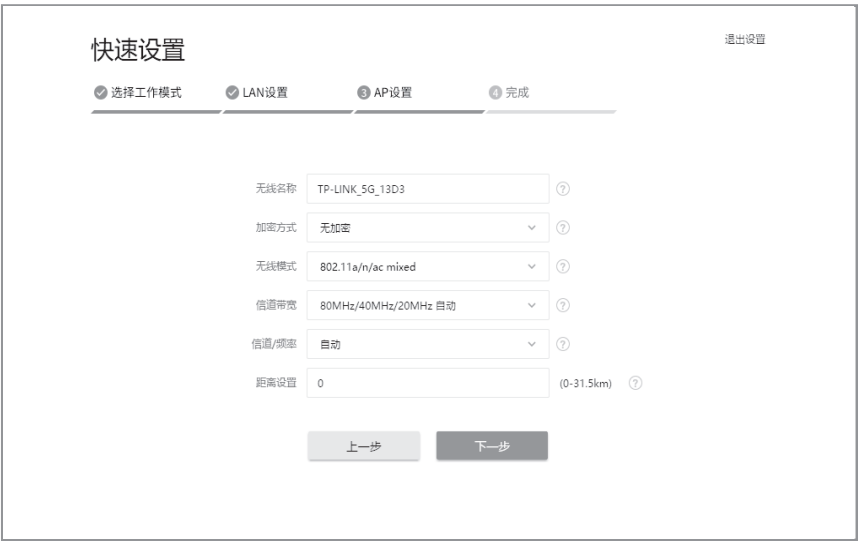 快速设置
退出设置
选择工作模式 LAN设置 3 AP设置 4 完成
无线名称 TP-LINK_5G_13D3 ?
加密方式 无加密 ?
无线模式 802.11a/n/ac mixed ?
信道带宽 80MHz/40MHz/20MHz 自动 ?
信道/频率 自动 ?
距离设置 0 (0-31.5km) ?
上一步 下一步